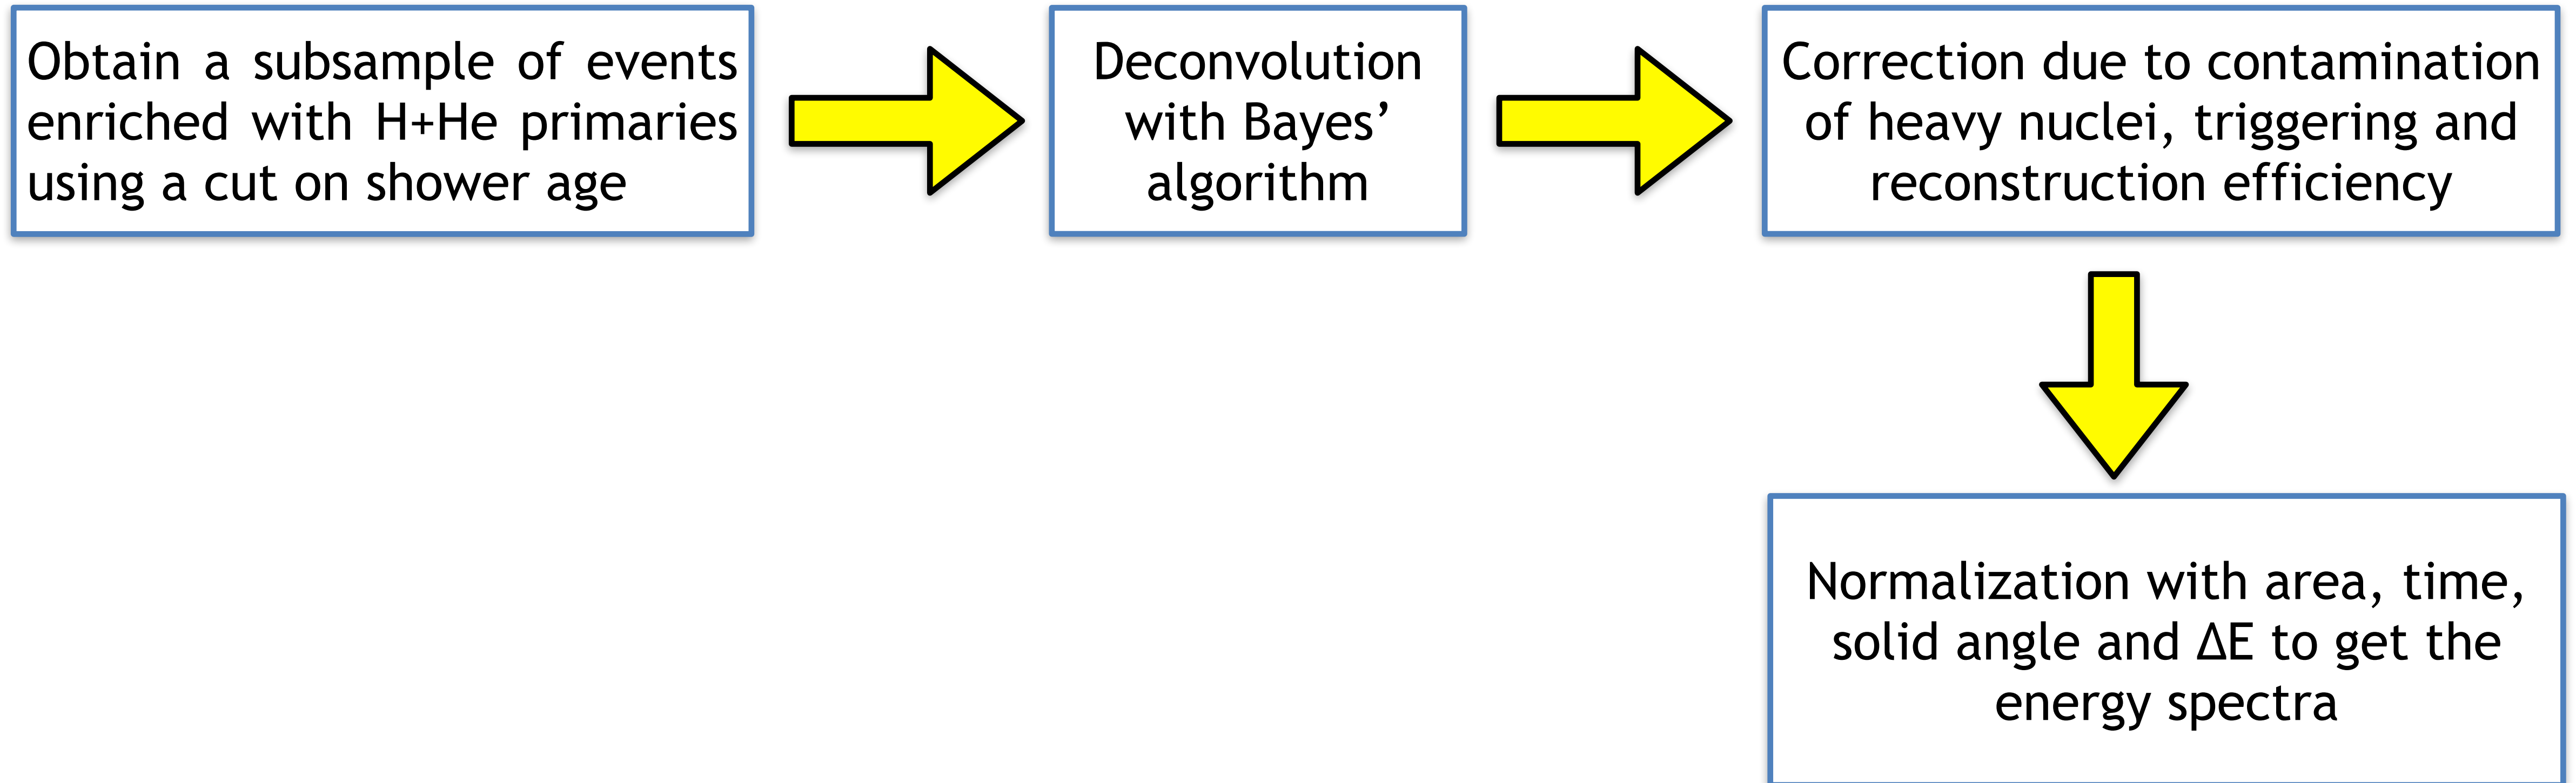 Obtain a subsample of events
enriched with H+He primaries
using a cut on shower age
Deconvolution
with Bayes’
algorithm
Correction due to contamination
of heavy nuclei, triggering and
reconstruction efficiency
Normalization with area, time,
solid angle and ΔE to get the
energy spectra